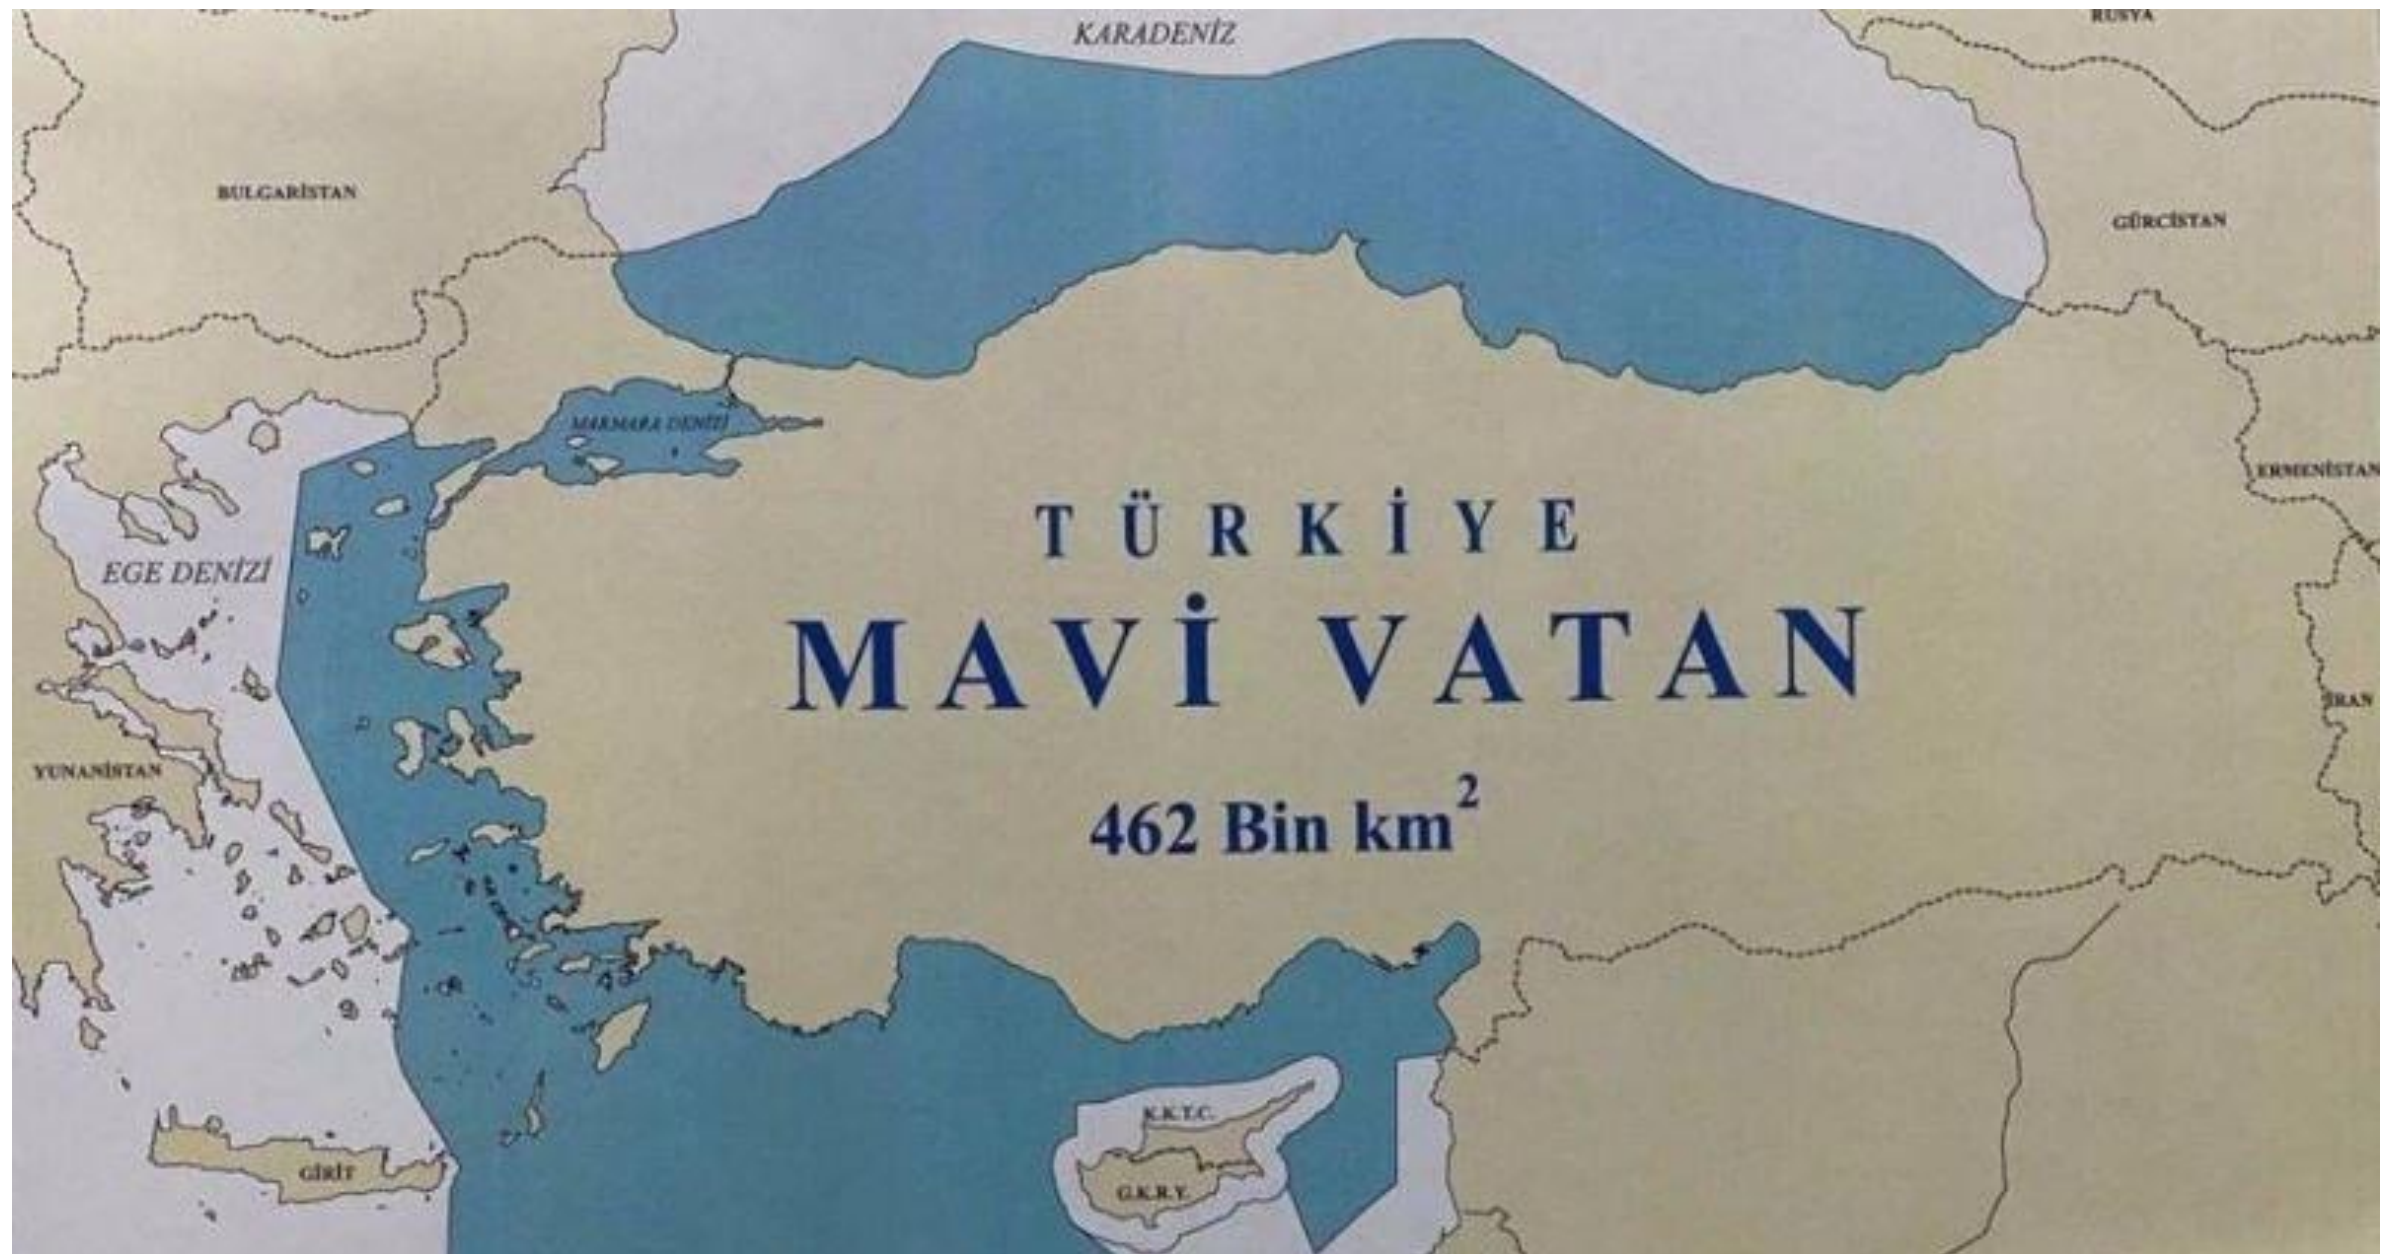 KARADENİZ
RUSYA
BULGARİSTAN
GÜRCİSTAN
MARMARA DENİZİ
ERMENİSTAN
TÜRKİYE
EGE DENİZİ
MAVİ VATAN
İRAN
YUNANİSTAN
462 Bin km²
K.K.T.C.
GİRİT
G.K.R.Y.